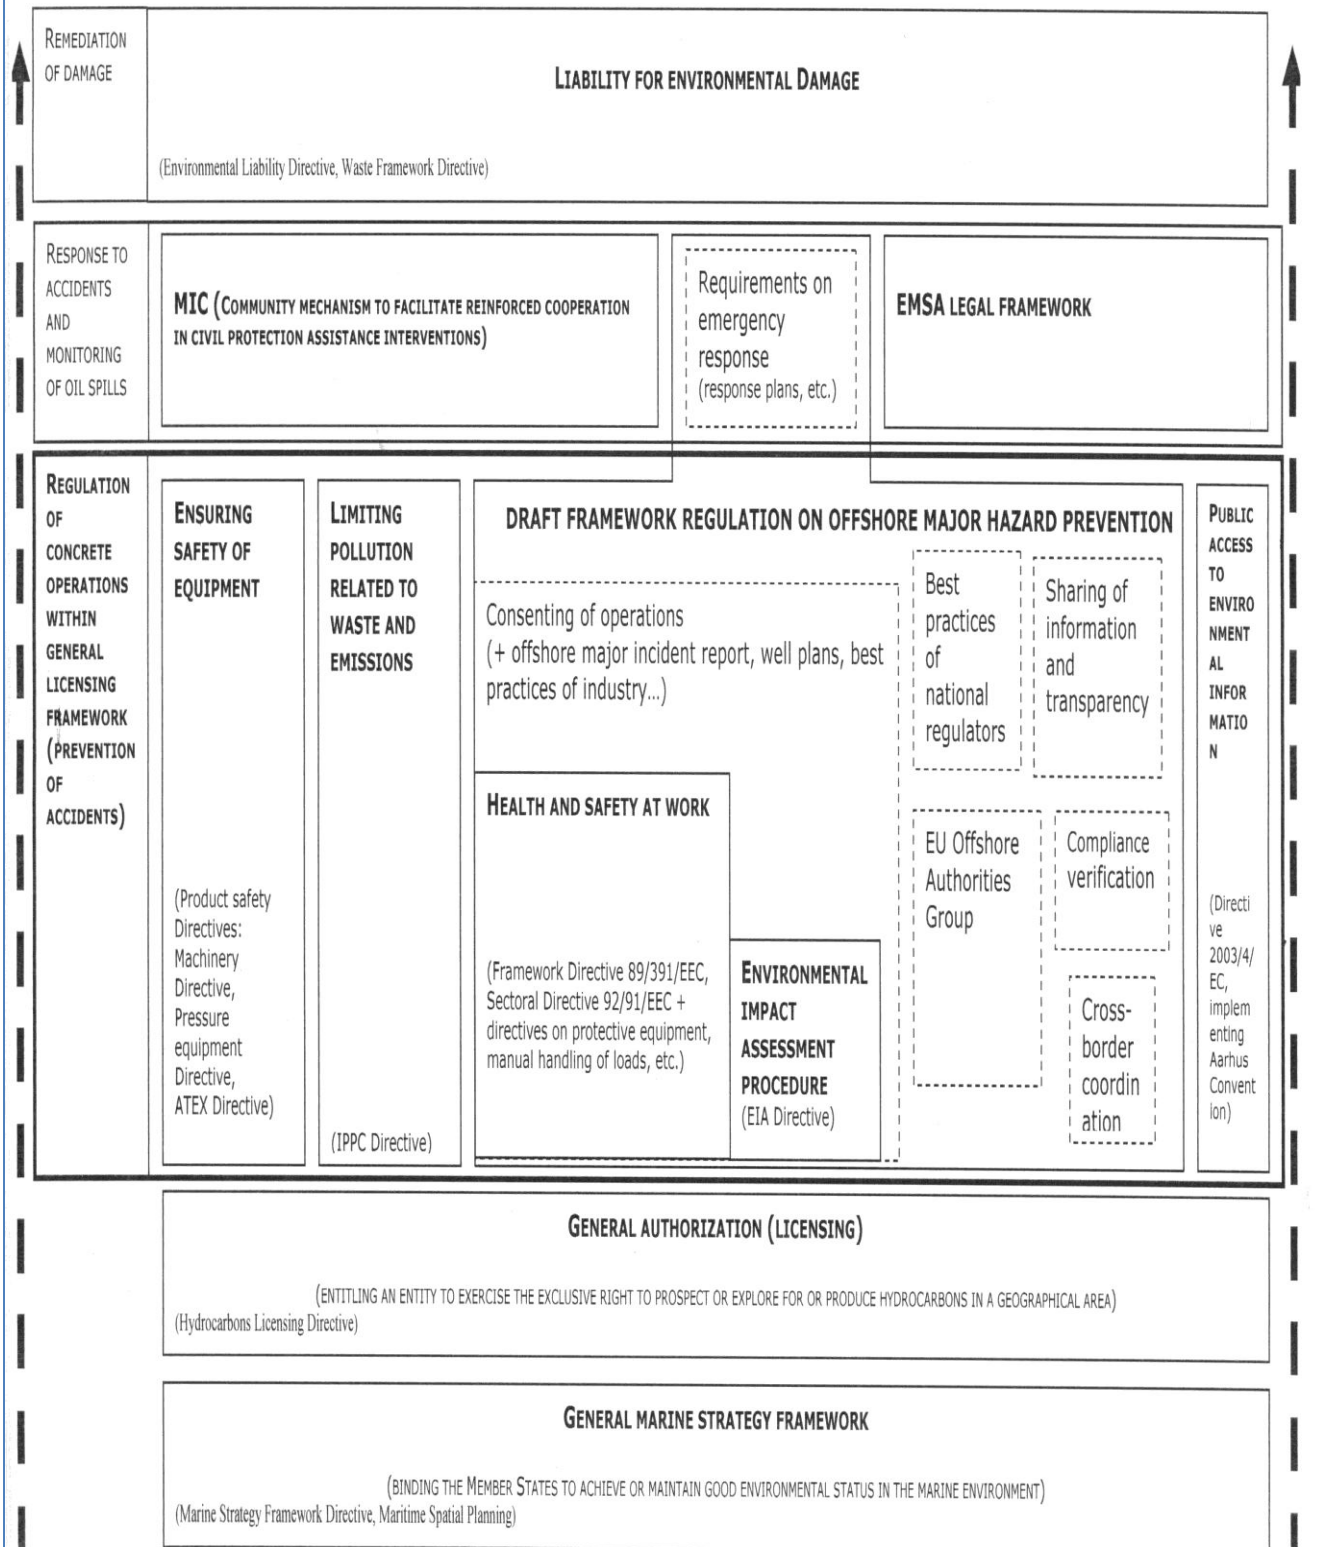 REMEDIATION
OF DAMAGE
LIABILITY FOR ENVIRONMENTAL DAMAGE
(Environmental Liability Directive, Waste Framework Directive)
RESPONSE TO
ACCIDENTS
AND
MONITORING
OF OIL SPILLS
MIC (COMMUNITY MECHANISM TO FACILITATE REINFORCED COOPERATION
IN CIVIL PROTECTION ASSISTANCE INTERVENTIONS)
Requirements on
emergency
response
(response plans, etc.)
EMSA LEGAL FRAMEWORK
REGULATION
OF
CONCRETE
OPERATIONS
WITHIN
GENERAL
LICENSING
FRAMEWORK
(PREVENTION
OF
ACCIDENTS)
ENSURING
SAFETY OF
EQUIPMENT
(Product safety
Directives:
Machinery
Directive,
Pressure
equipment
Directive,
ATEX Directive)
LIMITING
POLLUTION
RELATED TO
WASTE AND
EMISSIONS
(IPPC Directive)
DRAFT FRAMEWORK REGULATION ON OFFSHORE MAJOR HAZARD PREVENTION
Consenting of operations
(+ offshore major incident report, well plans, best
practices of industry...)
HEALTH AND SAFETY AT WORK
(Framework Directive 89/391/EEC,
Sectoral Directive 92/91/EEC +
directives on protective equipment,
manual handling of loads, etc.)
ENVIRONMENTAL
IMPACT
ASSESSMENT
PROCEDURE
(EIA Directive)
Best
practices
of
national
regulators
Sharing of
information
and
transparency
EU Offshore
Authorities
Group
Compliance
verification
Cross-
border
coordin
ation
PUBLIC
ACCESS
TO
ENVIRO
NMENT
AL
INFOR
MATIO
N
(Directi
ve
2003/4/
EC,
implem
enting
Aarhus
Convent
ion)
GENERAL AUTHORIZATION (LICENSING)
(ENTITLING AN ENTITY TO EXERCISE THE EXCLUSIVE RIGHT TO PROSPECT OR EXPLORE FOR OR PRODUCE HYDROCARBONS IN A GEOGRAPHICAL AREA)
(Hydrocarbons Licensing Directive)
GENERAL MARINE STRATEGY FRAMEWORK
(BINDING THE MEMBER STATES TO ACHIEVE OR MAINTAIN GOOD ENVIRONMENTAL STATUS IN THE MARINE ENVIRONMENT)
(Marine Strategy Framework Directive, Maritime Spatial Planning)